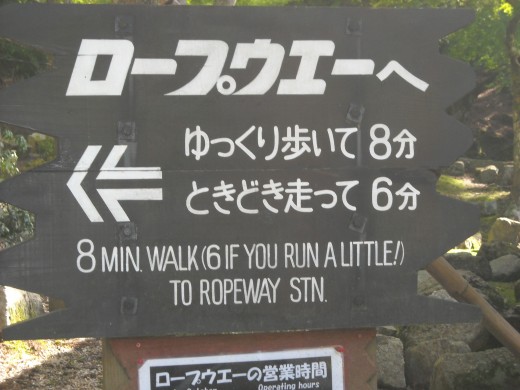 ロープウエーへ
ゆっくり歩いて 8分
ときどき走って 6分
8 MIN. WALK (6 IF YOU RUN A LITTLE!)
TO ROPEWAY STN.
ロープウエーの営業時間
Operating hours